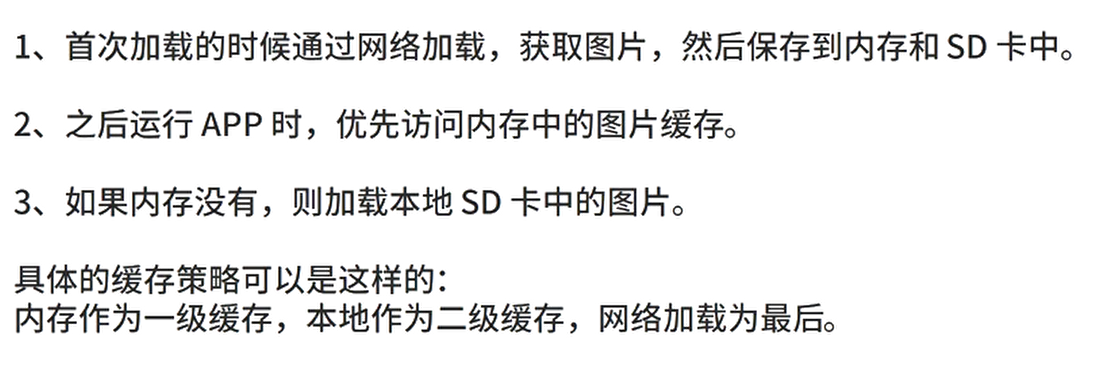 1、首次加载的时候通过网络加载，获取图片，然后保存到内存和 SD 卡中。
2、之后运行 APP 时，优先访问内存中的图片缓存。
3、如果内存没有，则加载本地 SD 卡中的图片。
具体的缓存策略可以是这样的：
内存作为一级缓存，本地作为二级缓存，网络加载为最后。